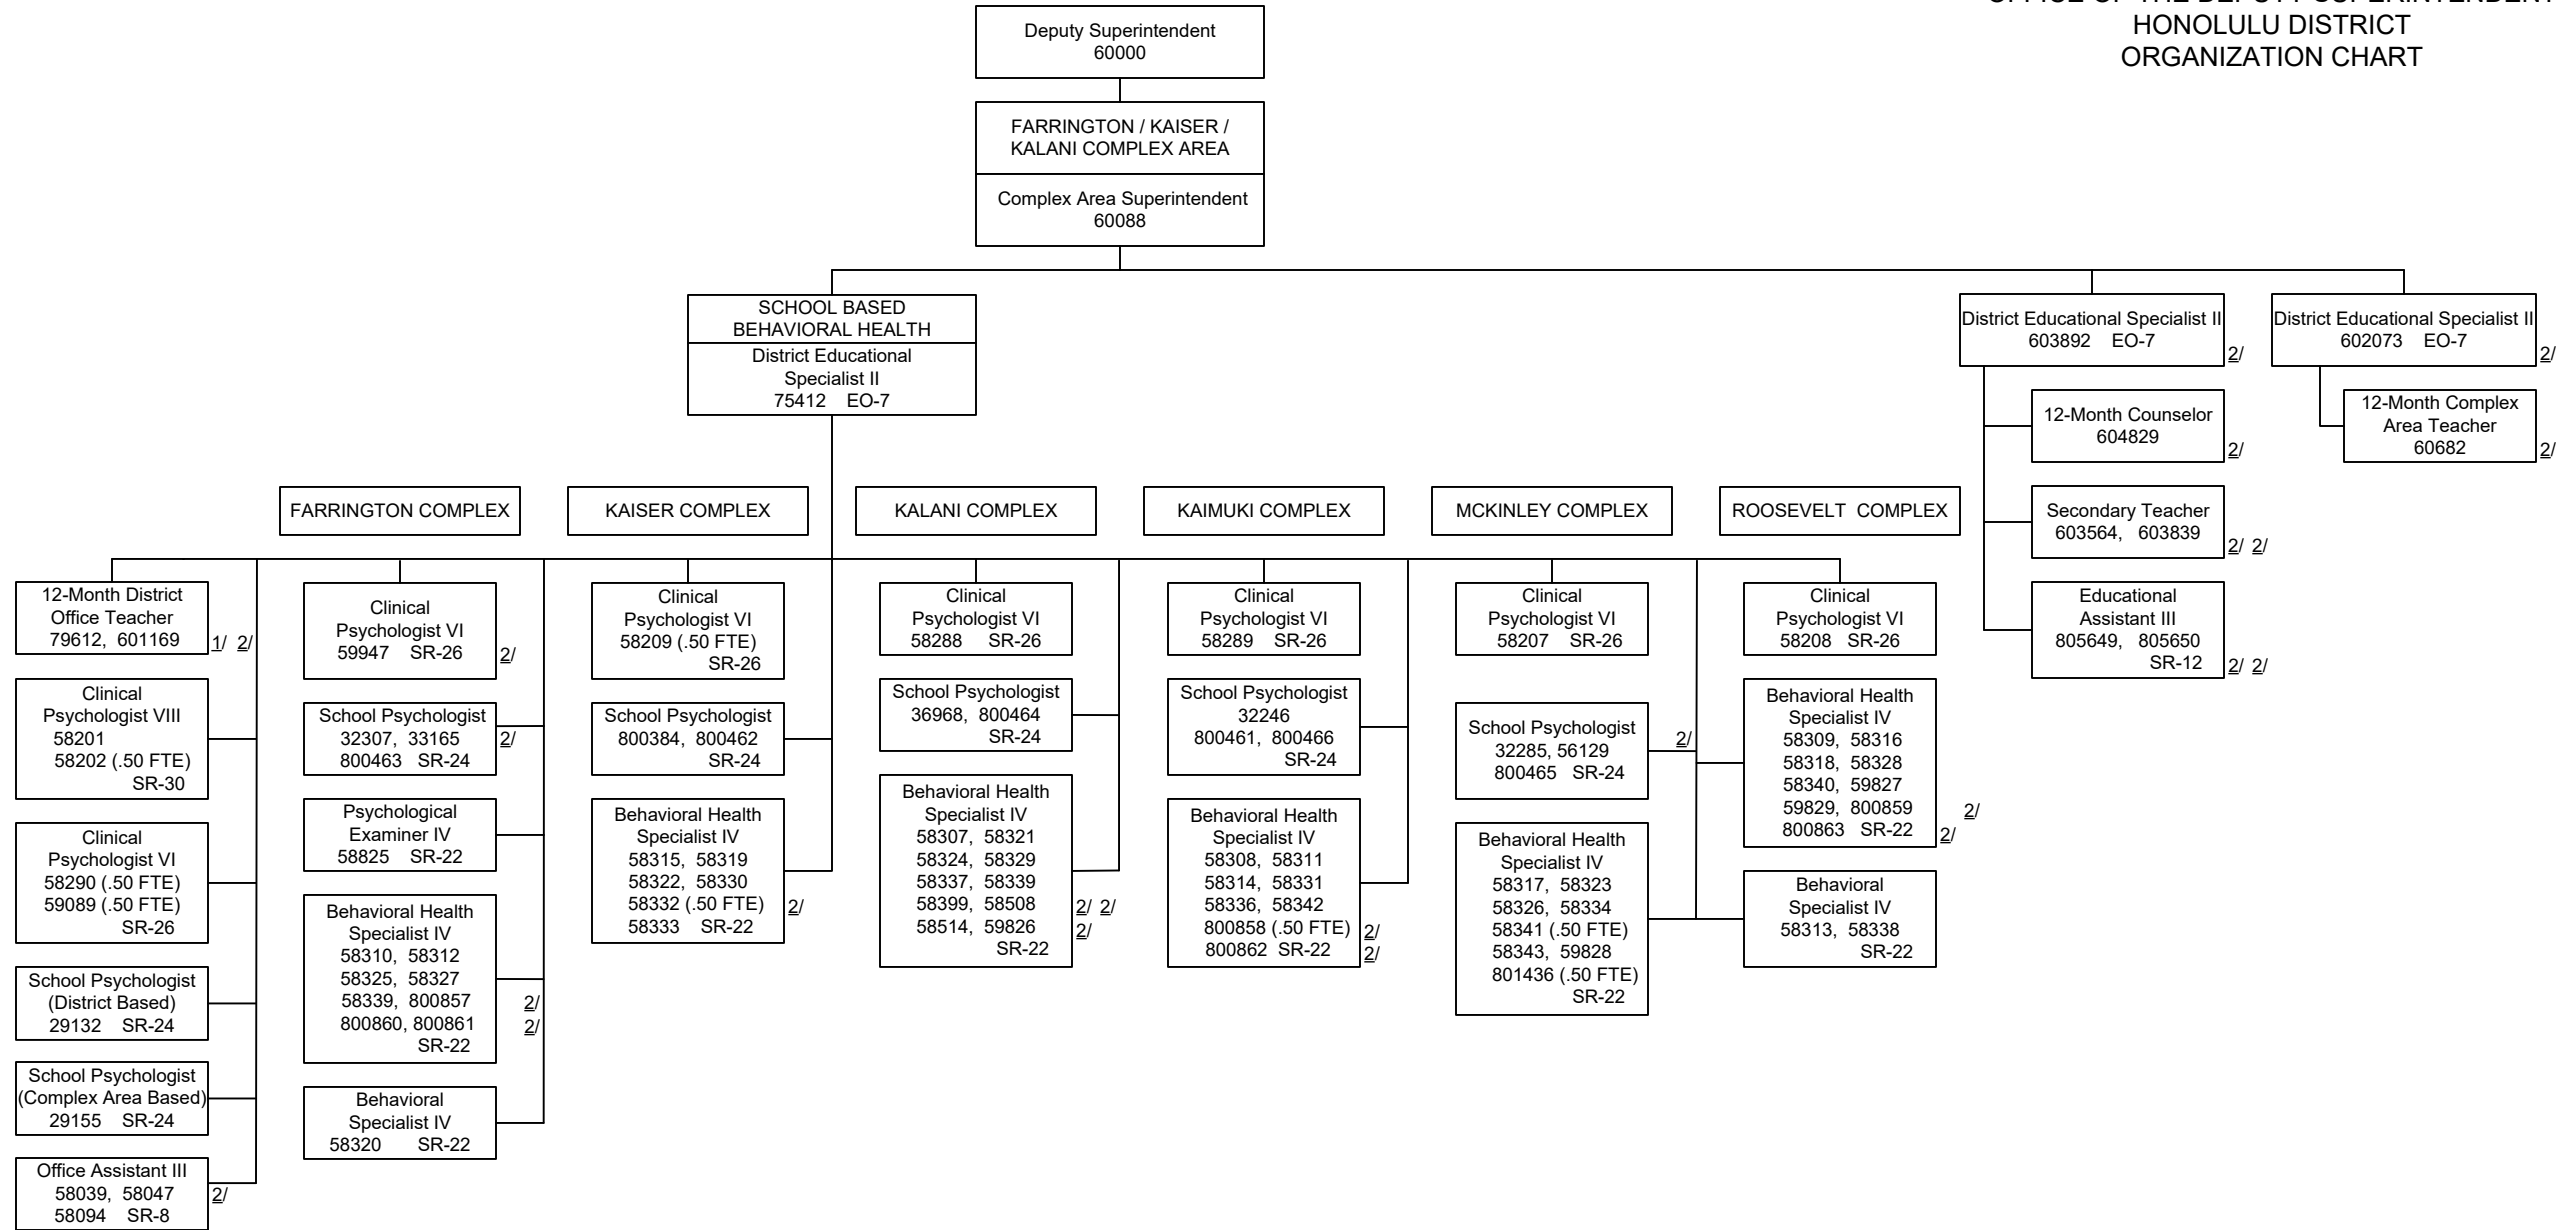 OFFICE OF THE DEPUTY SUPERINTENDENT
HONOLULU DISTRICT
ORGANIZATION CHART
Deputy Superintendent
60000
FARRINGTON / KAISER /
KALANI COMPLEX AREA
Complex Area Superintendent
60088
SCHOOL BASED
BEHAVIORAL HEALTH
District Educational
Specialist II
75412 EO-7
District Educational Specialist II
603892 EO-7
2/
12-Month Counselor
604829
2/
Secondary Teacher
603564, 603839
2/ 2/
Educational
Assistant III
805649, 805650
SR-12
2/ 2/
District Educational Specialist II
602073 EO-7
2/
12-Month Complex
Area Teacher
60682
2/
12-Month District
Office Teacher
79612, 601169
1/ 2/
Clinical
Psychologist VIII
58201
58202 (.50 FTE)
SR-30
Clinical
Psychologist VI
58290 (.50 FTE)
59089 (.50 FTE)
SR-26
School Psychologist
(District Based)
29132 SR-24
School Psychologist
(Complex Area Based)
29155 SR-24
Office Assistant III
58039, 58047
58094 SR-8
2/
FARRINGTON COMPLEX
Clinical
Psychologist VI
59947 SR-26
2/
School Psychologist
32307, 33165
800463 SR-24
2/
Psychological
Examiner IV
58825 SR-22
Behavioral Health
Specialist IV
58310, 58312
58325, 58327
58339, 800857
800860, 800861
SR-22
2/
2/
Behavioral
Specialist IV
58320 SR-22
KAISER COMPLEX
Clinical
Psychologist VI
58209 (.50 FTE)
SR-26
School Psychologist
800384, 800462
SR-24
Behavioral Health
Specialist IV
58315, 58319
58322, 58330
58332 (.50 FTE)
58333 SR-22
2/
KALANI COMPLEX
Clinical
Psychologist VI
58288 SR-26
School Psychologist
36968, 800464
SR-24
Behavioral Health
Specialist IV
58307, 58321
58324, 58329
58337, 58339
58399, 58508
58514, 59826
SR-22
2/ 2/
2/
KAIMUKI COMPLEX
Clinical
Psychologist VI
58289 SR-26
School Psychologist
32246
800461, 800466
SR-24
Behavioral Health
Specialist IV
58308, 58311
58314, 58331
58336, 58342
800858 (.50 FTE)
800862 SR-22
2/
2/
MCKINLEY COMPLEX
Clinical
Psychologist VI
58207 SR-26
School Psychologist
32285, 56129
800465 SR-24
2/
Behavioral Health
Specialist IV
58317, 58323
58326, 58334
58341 (.50 FTE)
58343, 59828
801436 (.50 FTE)
SR-22
ROOSEVELT COMPLEX
Clinical
Psychologist VI
58208 SR-26
Behavioral Health
Specialist IV
58309, 58316
58318, 58328
58340, 59827
59829, 800859
800863 SR-22
2/
2/
Behavioral
Specialist IV
58313, 58338
SR-22